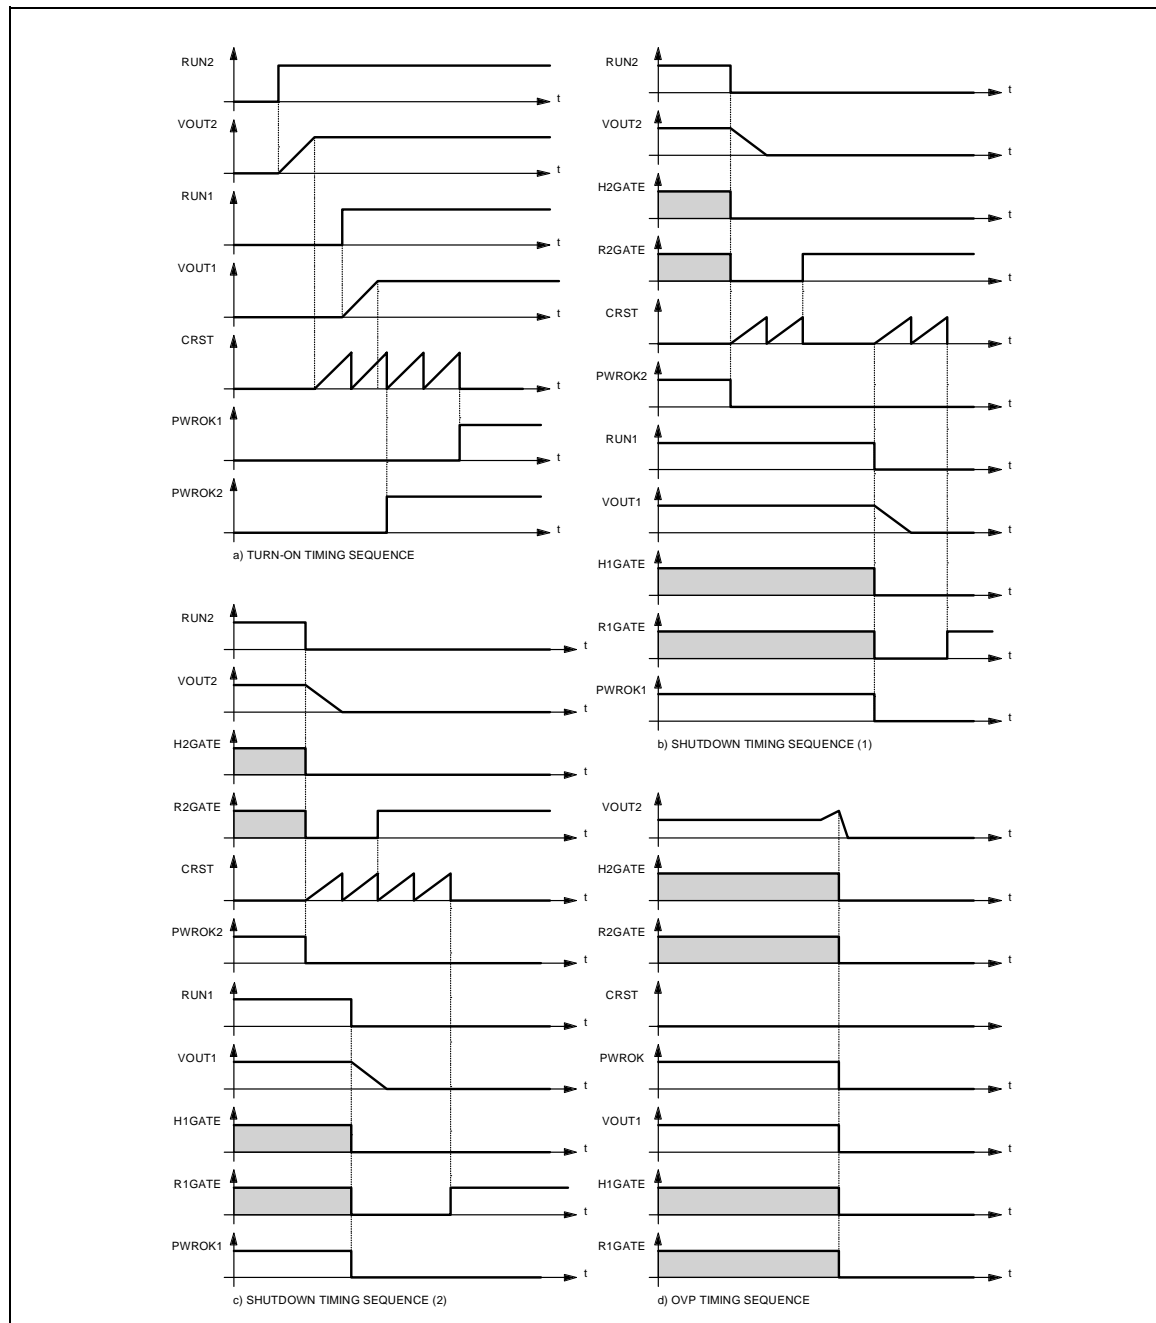 RUN2
t
VOUT2
t
RUN1
t
VOUT1
t
CRST
t
PWROK1
t
PWROK2
t
a) TURN-ON TIMING SEQUENCE
RUN2
t
VOUT2
t
H2GATE
t
R2GATE
t
CRST
t
PWROK2
t
RUN1
t
VOUT1
t
H1GATE
t
R1GATE
t
PWROK1
t
b) SHUTDOWN TIMING SEQUENCE (1)
RUN2
t
VOUT2
t
H2GATE
t
R2GATE
t
CRST
t
PWROK2
t
RUN1
t
VOUT1
t
H1GATE
t
R1GATE
t
PWROK1
t
c) SHUTDOWN TIMING SEQUENCE (2)
VOUT2
t
H2GATE
t
R2GATE
t
CRST
t
PWROK
t
VOUT1
t
H1GATE
t
R1GATE
t
d) OVP TIMING SEQUENCE